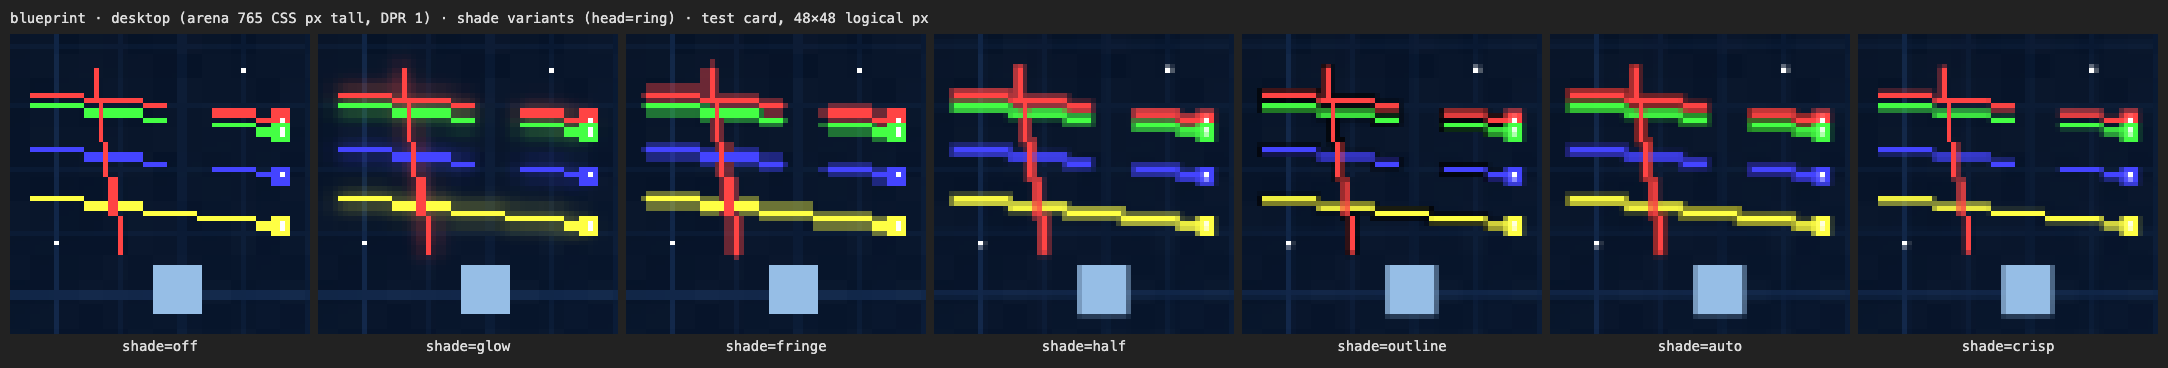 blueprint · desktop (arena 765 CSS px tall, DPR 1) · shade variants (head=ring) · test card, 48×48 logical px
shade=off
shade=glow
shade=fringe
shade=half
shade=outline
shade=auto
shade=crisp